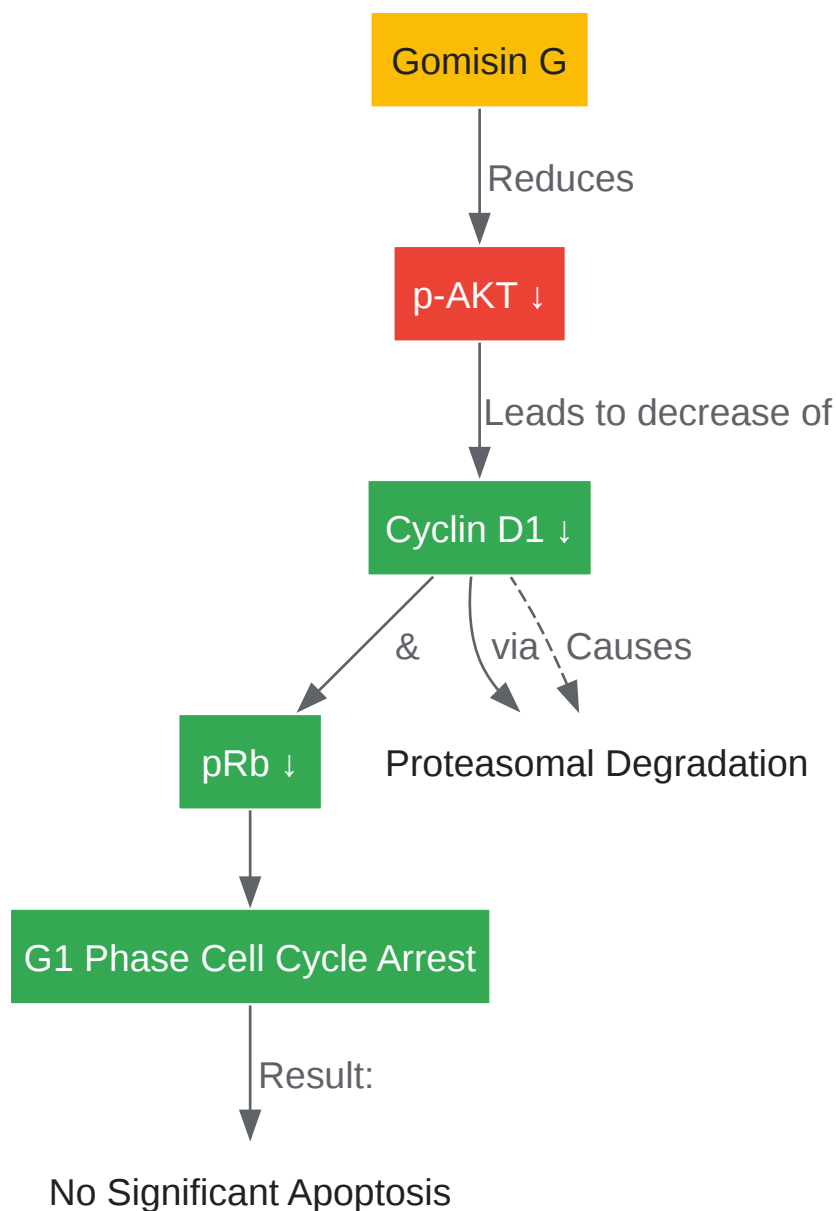 Gomisin G
Reduces
p-AKT ↓
Leads to decrease of
Cyclin D1 ↓
& via Causes
pRb ↓ Proteasomal Degradation
G1 Phase Cell Cycle Arrest
Result:
No Significant Apoptosis